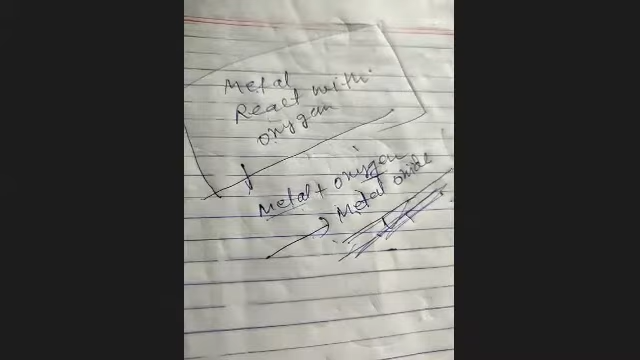 Metal
React with
oxygen
Metal + oxygen
→ Metal oxide